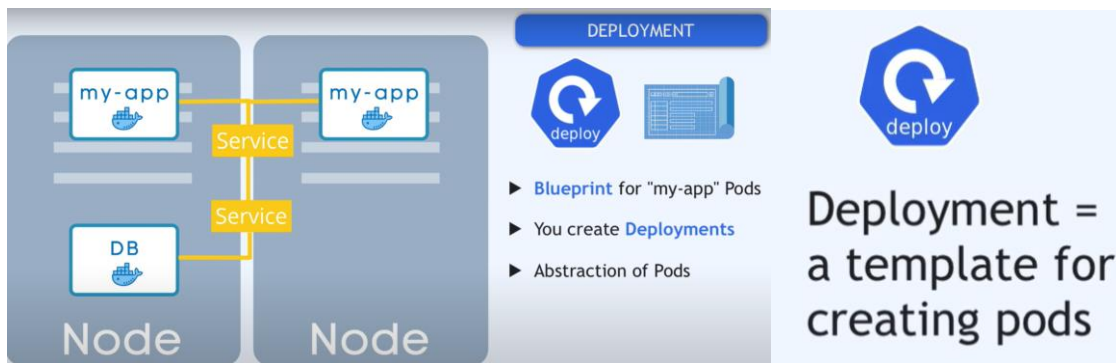 my-app
my-app
Service
Service
DB
Node
Node
DEPLOYMENT
deploy
▶ Blueprint for "my-app" Pods
▶ You create Deployments
▶ Abstraction of Pods
deploy
Deployment =
a template for
creating pods